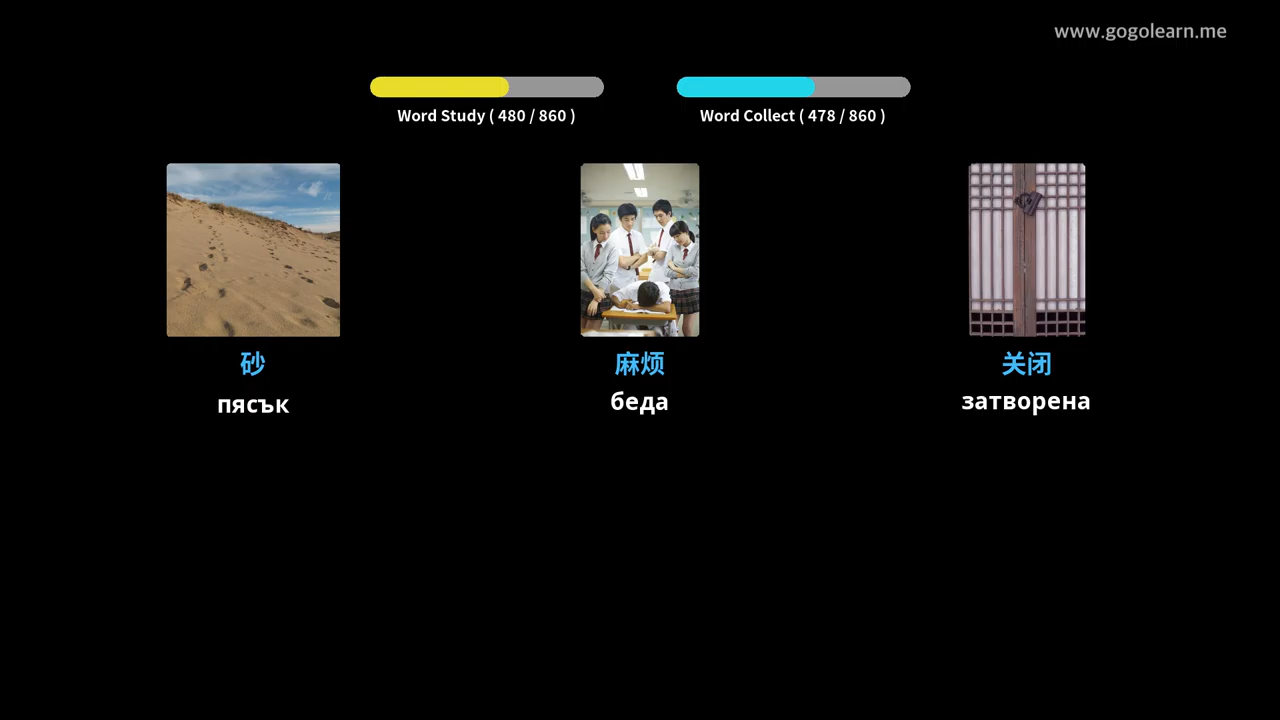 www.gogolearn.me
Word Study ( 480 / 860 )
Word Collect ( 478 / 860 )
砂
麻烦
关闭
пясък
беда
затворена